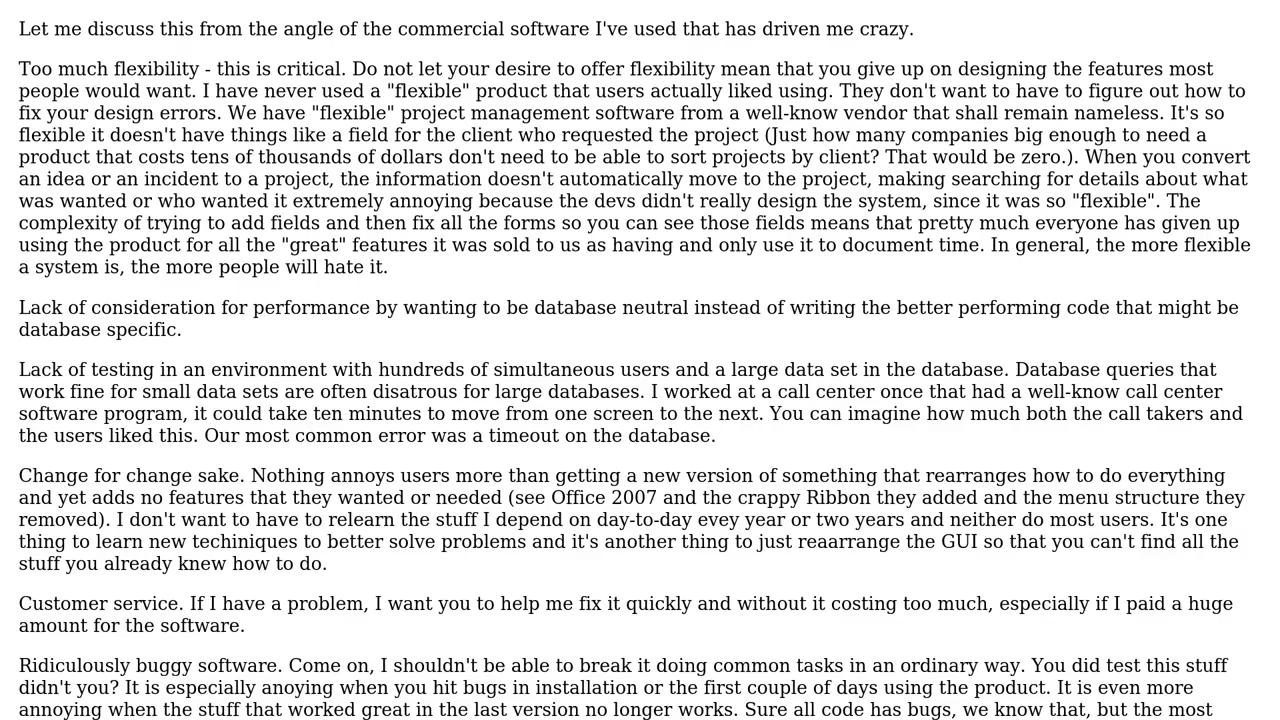 Let me discuss this from the angle of the commercial software I've used that has driven me crazy.
Too much flexibility - this is critical. Do not let your desire to offer flexibility mean that you give up on designing the features most
people would want. I have never used a "flexible" product that users actually liked using. They don't want to have to figure out how to
fix your design errors. We have "flexible" project management software from a well-know vendor that shall remain nameless. It's so
flexible it doesn't have things like a field for the client who requested the project (Just how many companies big enough to need a
product that costs tens of thousands of dollars don't need to be able to sort projects by client? That would be zero.). When you convert
an idea or an incident to a project, the information doesn't automatically move to the project, making searching for details about what
was wanted or who wanted it extremely annoying because the devs didn't really design the system, since it was so "flexible". The
complexity of trying to add fields and then fix all the forms so you can see those fields means that pretty much everyone has given up
using the product for all the "great" features it was sold to us as having and only use it to document time. In general, the more flexible
a system is, the more people will hate it.
Lack of consideration for performance by wanting to be database neutral instead of writing the better performing code that might be
database specific.
Lack of testing in an environment with hundreds of simultaneous users and a large data set in the database. Database queries that
work fine for small data sets are often disatrous for large databases. I worked at a call center once that had a well-know call center
software program, it could take ten minutes to move from one screen to the next. You can imagine how much both the call takers and
the users liked this. Our most common error was a timeout on the database.
Change for change sake. Nothing annoys users more than getting a new version of something that rearranges how to do everything
and yet adds no features that they wanted or needed (see Office 2007 and the crappy Ribbon they added and the menu structure they
removed). I don't want to have to relearn the stuff I depend on day-to-day evey year or two years and neither do most users. It's one
thing to learn new techiniques to better solve problems and it's another thing to just reaarrange the GUI so that you can't find all the
stuff you already knew how to do.
Customer service. If I have a problem, I want you to help me fix it quickly and without it costing too much, especially if I paid a huge
amount for the software.
Ridiculously buggy software. Come on, I shouldn't be able to break it doing common tasks in an ordinary way. You did test this stuff
didn't you? It is especially anoying when you hit bugs in installation or the first couple of days using the product. It is even more
annoying when the stuff that worked great in the last version no longer works. Sure all code has bugs, we know that, but the most